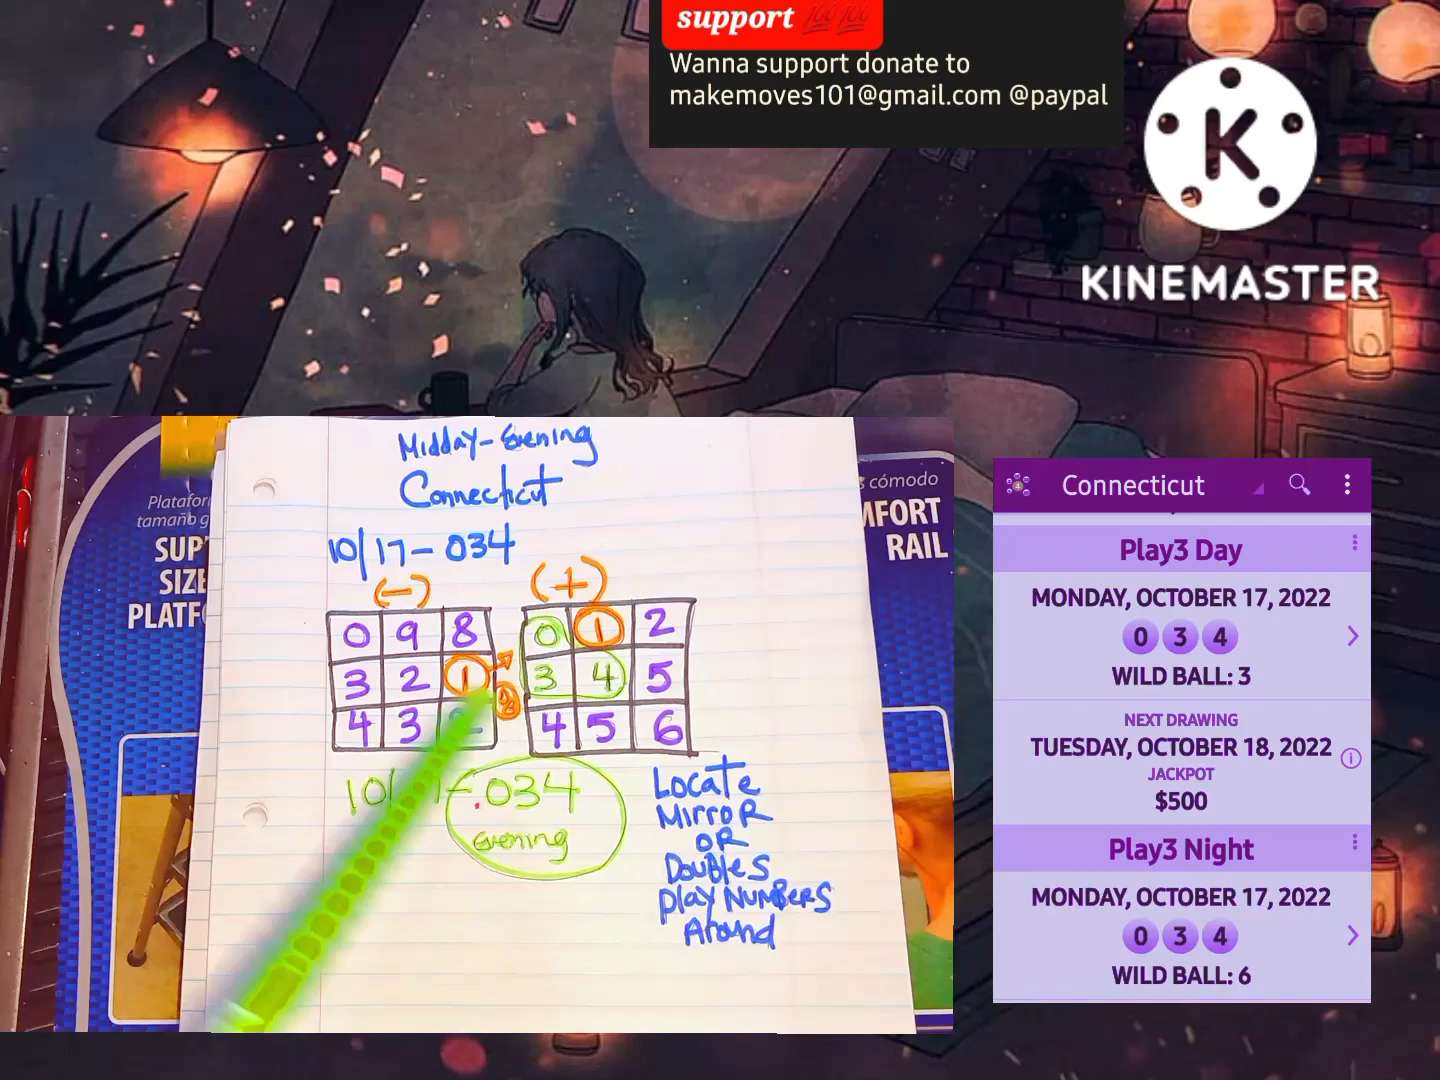 support 💯💯
Wanna support donate to
makemoves101@gmail.com @paypal
K
KINEMASTER
Midday-Evening
Connecticut
10/17-034
(-) (+)
0 9 8
3 2 1
4 3
0 1 2
3 4 5
4 5 6
034
evening
Locate
Mirror
OR
Doubles
Play Numbers
Around
SUP
SIZE
PLATFO
cómodo
MFORT
RAIL
Connecticut
Play3 Day
MONDAY, OCTOBER 17, 2022
0 3 4
WILD BALL: 3
NEXT DRAWING
TUESDAY, OCTOBER 18, 2022
JACKPOT
$500
Play3 Night
MONDAY, OCTOBER 17, 2022
0 3 4
WILD BALL: 6